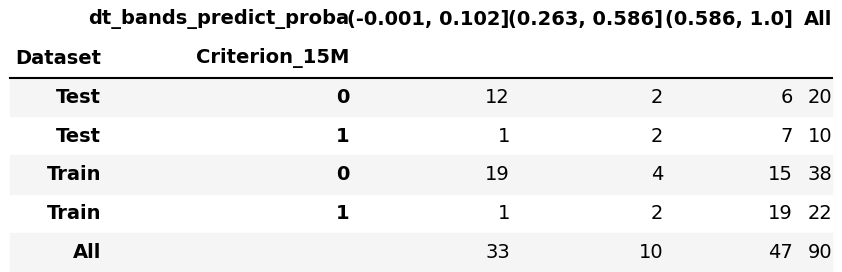 dt_bands_predict_proba (-0.001, 0.102] (0.263, 0.586] (0.586, 1.0] All
Dataset Criterion_15M
Test 0 12 2 6 20
Test 1 1 2 7 10
Train 0 19 4 15 38
Train 1 1 2 19 22
All 33 10 47 90